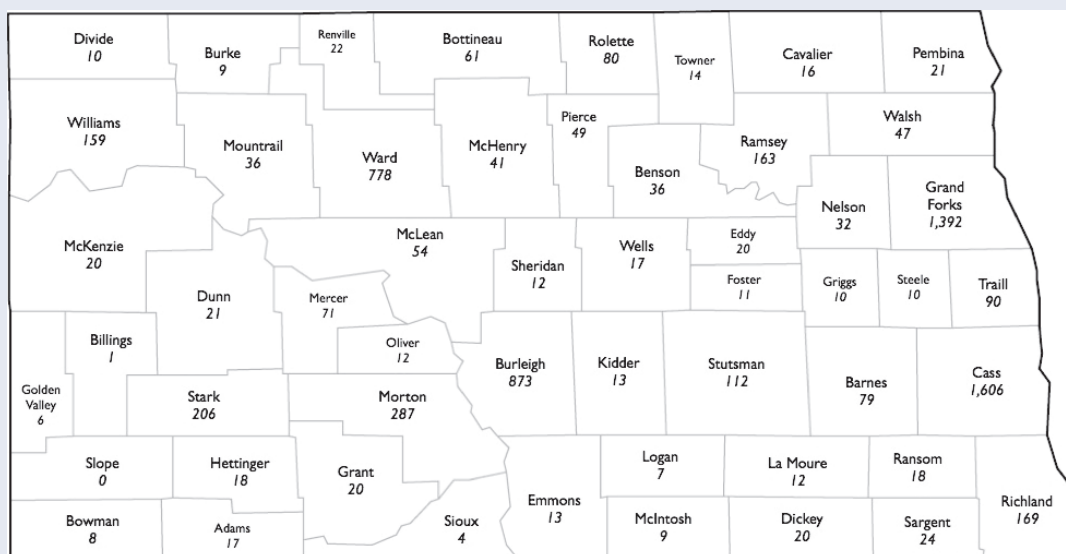 Divide
10
Burke
9
Renville
22
Bottineau
61
Rolette
80
Towner
14
Cavalier
16
Pembina
21
Williams
159
Mountrail
36
Ward
778
McHenry
41
Pierce
49
Benson
36
Ramsey
163
Walsh
47
Nelson
32
Grand
Forks
1,392
McKenzie
20
Dunn
21
McLean
54
Mercer
71
Oliver
12
Sheridan
12
Wells
17
Eddy
20
Foster
11
Griggs
10
Steele
10
Traill
90
Billings
1
Golden
Valley
6
Stark
206
Morton
287
Burleigh
873
Kidder
13
Stutsman
112
Barnes
79
Cass
1,606
Slope
0
Hettinger
18
Grant
20
Emmons
13
Logan
7
La Moure
12
Ransom
18
Richland
169
Bowman
8
Adams
17
Sioux
4
McIntosh
9
Dickey
20
Sargent
24